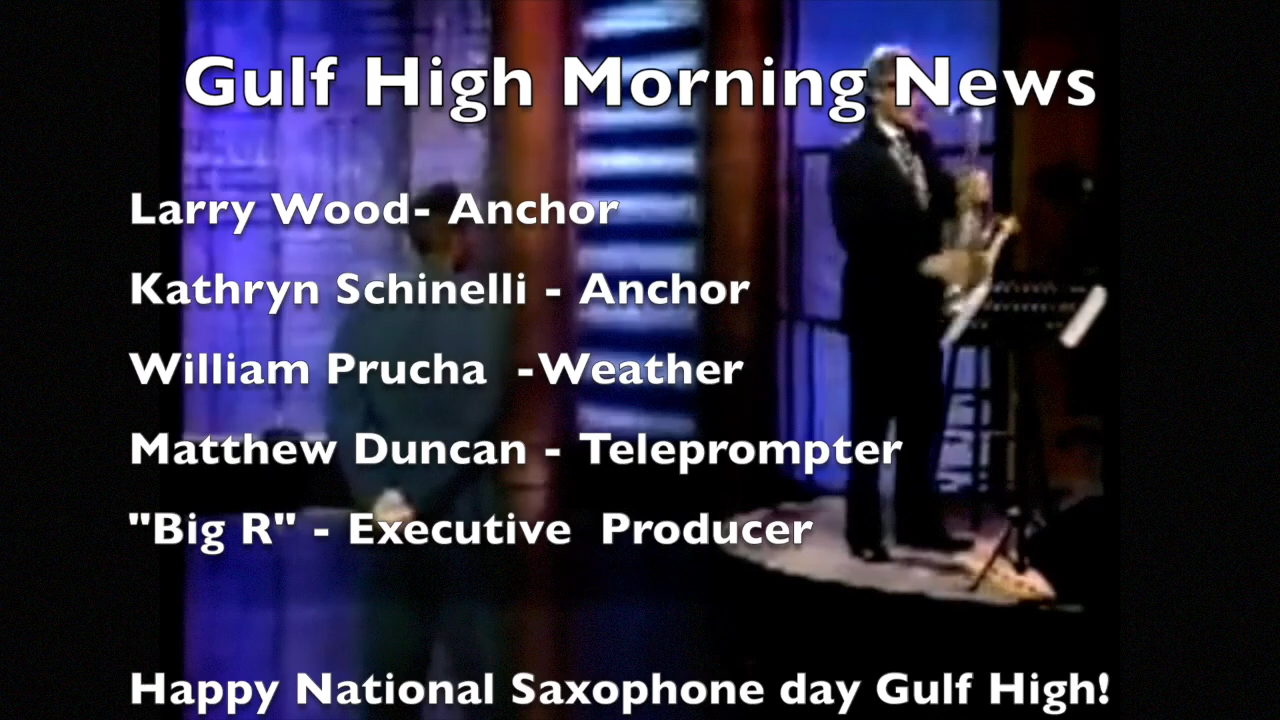 Gulf High Morning News
Larry Wood- Anchor
Kathryn Schinelli - Anchor
William Prucha  -Weather
Matthew Duncan - Teleprompter
"Big R" - Executive  Producer
Happy National Saxophone day Gulf High!